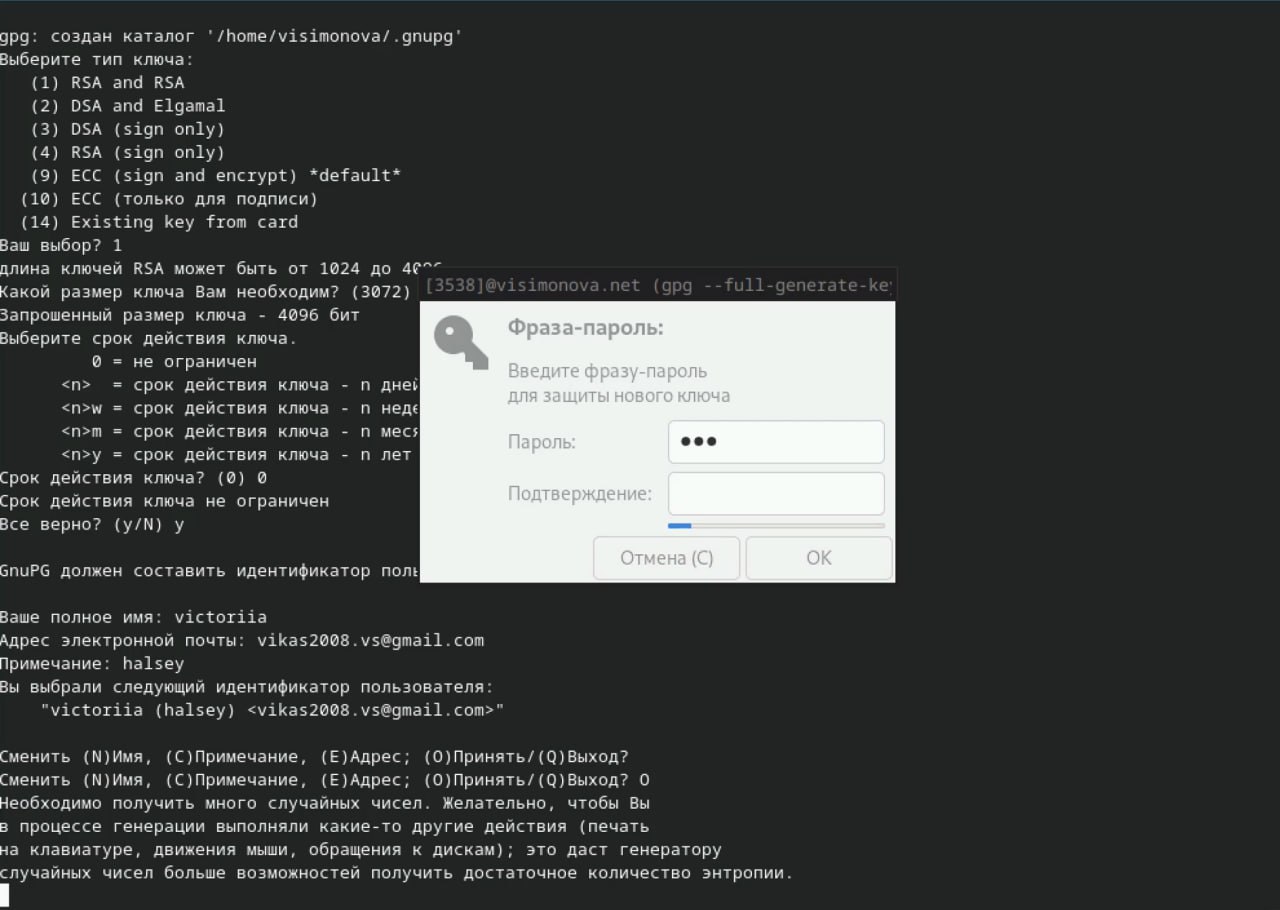 gpg: создан каталог '/home/visimonova/.gnupg'
Выберите тип ключа:
(1) RSA and RSA
(2) DSA and Elgamal
(3) DSA (sign only)
(4) RSA (sign only)
(9) ECC (sign and encrypt) *default*
(10) ECC (только для подписи)
(14) Existing key from card
Ваш выбор? 1
длина ключей RSA может быть от 1024 до 4096
Какой размер ключа Вам необходим? (3072)
Запрошенный размер ключа - 4096 бит
Выберите срок действия ключа.
0 = не ограничен
<n>  = срок действия ключа - n дней
<n>w = срок действия ключа - n неде
<n>m = срок действия ключа - n меся
<n>y = срок действия ключа - n лет
Срок действия ключа? (0) 0
Срок действия ключа не ограничен
Все верно? (y/N) y
GnuPG должен составить идентификатор поль
Ваше полное имя: victoriia
Адрес электронной почты: vikas2008.vs@gmail.com
Примечание: halsey
Вы выбрали следующий идентификатор пользователя:
"victoriia (halsey) <vikas2008.vs@gmail.com>"
Сменить (N)Имя, (C)Примечание, (E)Адрес; (O)Принять/(Q)Выход?
Сменить (N)Имя, (C)Примечание, (E)Адрес; (O)Принять/(Q)Выход? O
Необходимо получить много случайных чисел. Желательно, чтобы Вы
в процессе генерации выполняли какие-то другие действия (печать
на клавиатуре, движения мыши, обращения к дискам); это даст генератору
случайных чисел больше возможностей получить достаточное количество энтропии.
[3538]@visimonova.net (gpg --full-generate-key
Фраза-пароль:
Введите фразу-пароль
для защиты нового ключа
Пароль: ●●●
Подтверждение:
Отмена (C)
OK